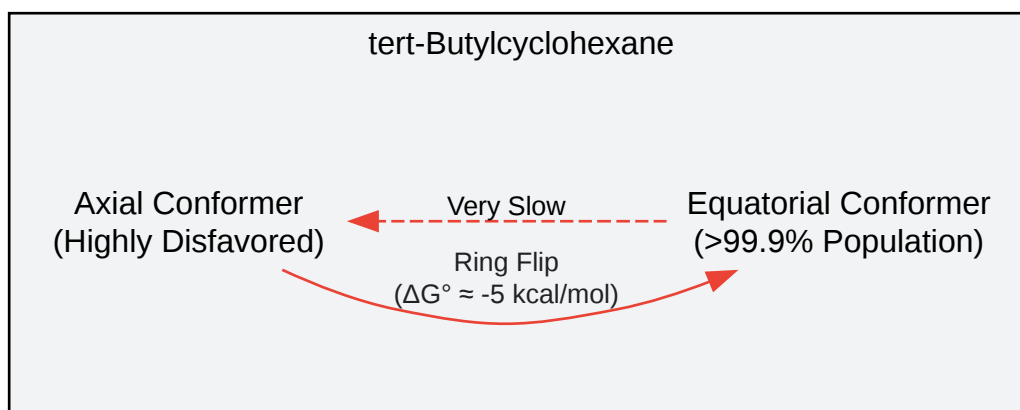 tert-Butylcyclohexane
Axial Conformer
(Highly Disfavored)
Very Slow
Equatorial Conformer
(>99.9% Population)
Ring Flip
(ΔG° ≈ -5 kcal/mol)